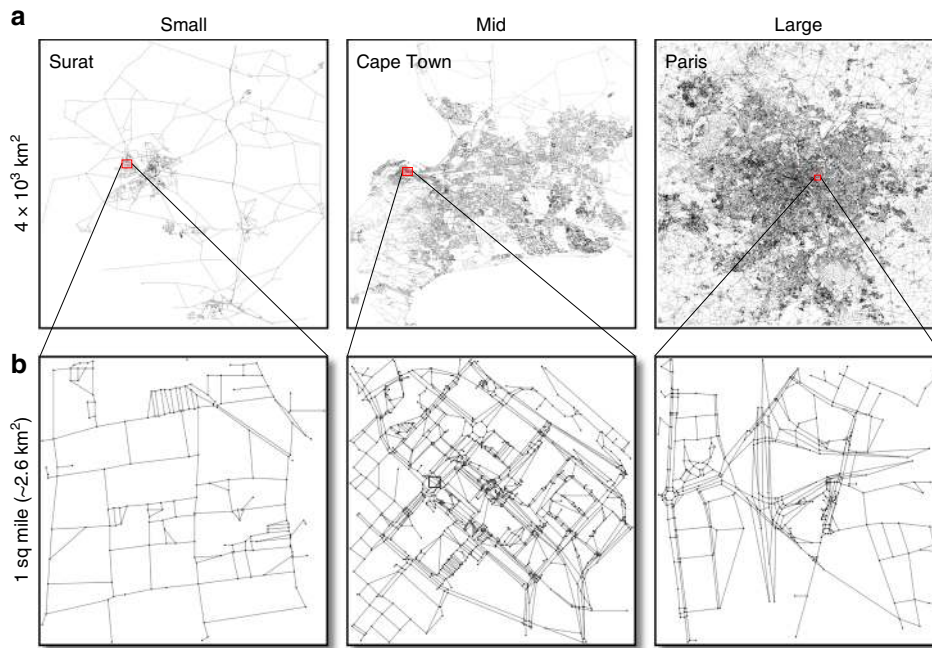 a
Small
Mid
Large
Surat
Cape Town
Paris
4 × 10³ km²
b
1 sq mile (~2.6 km²)